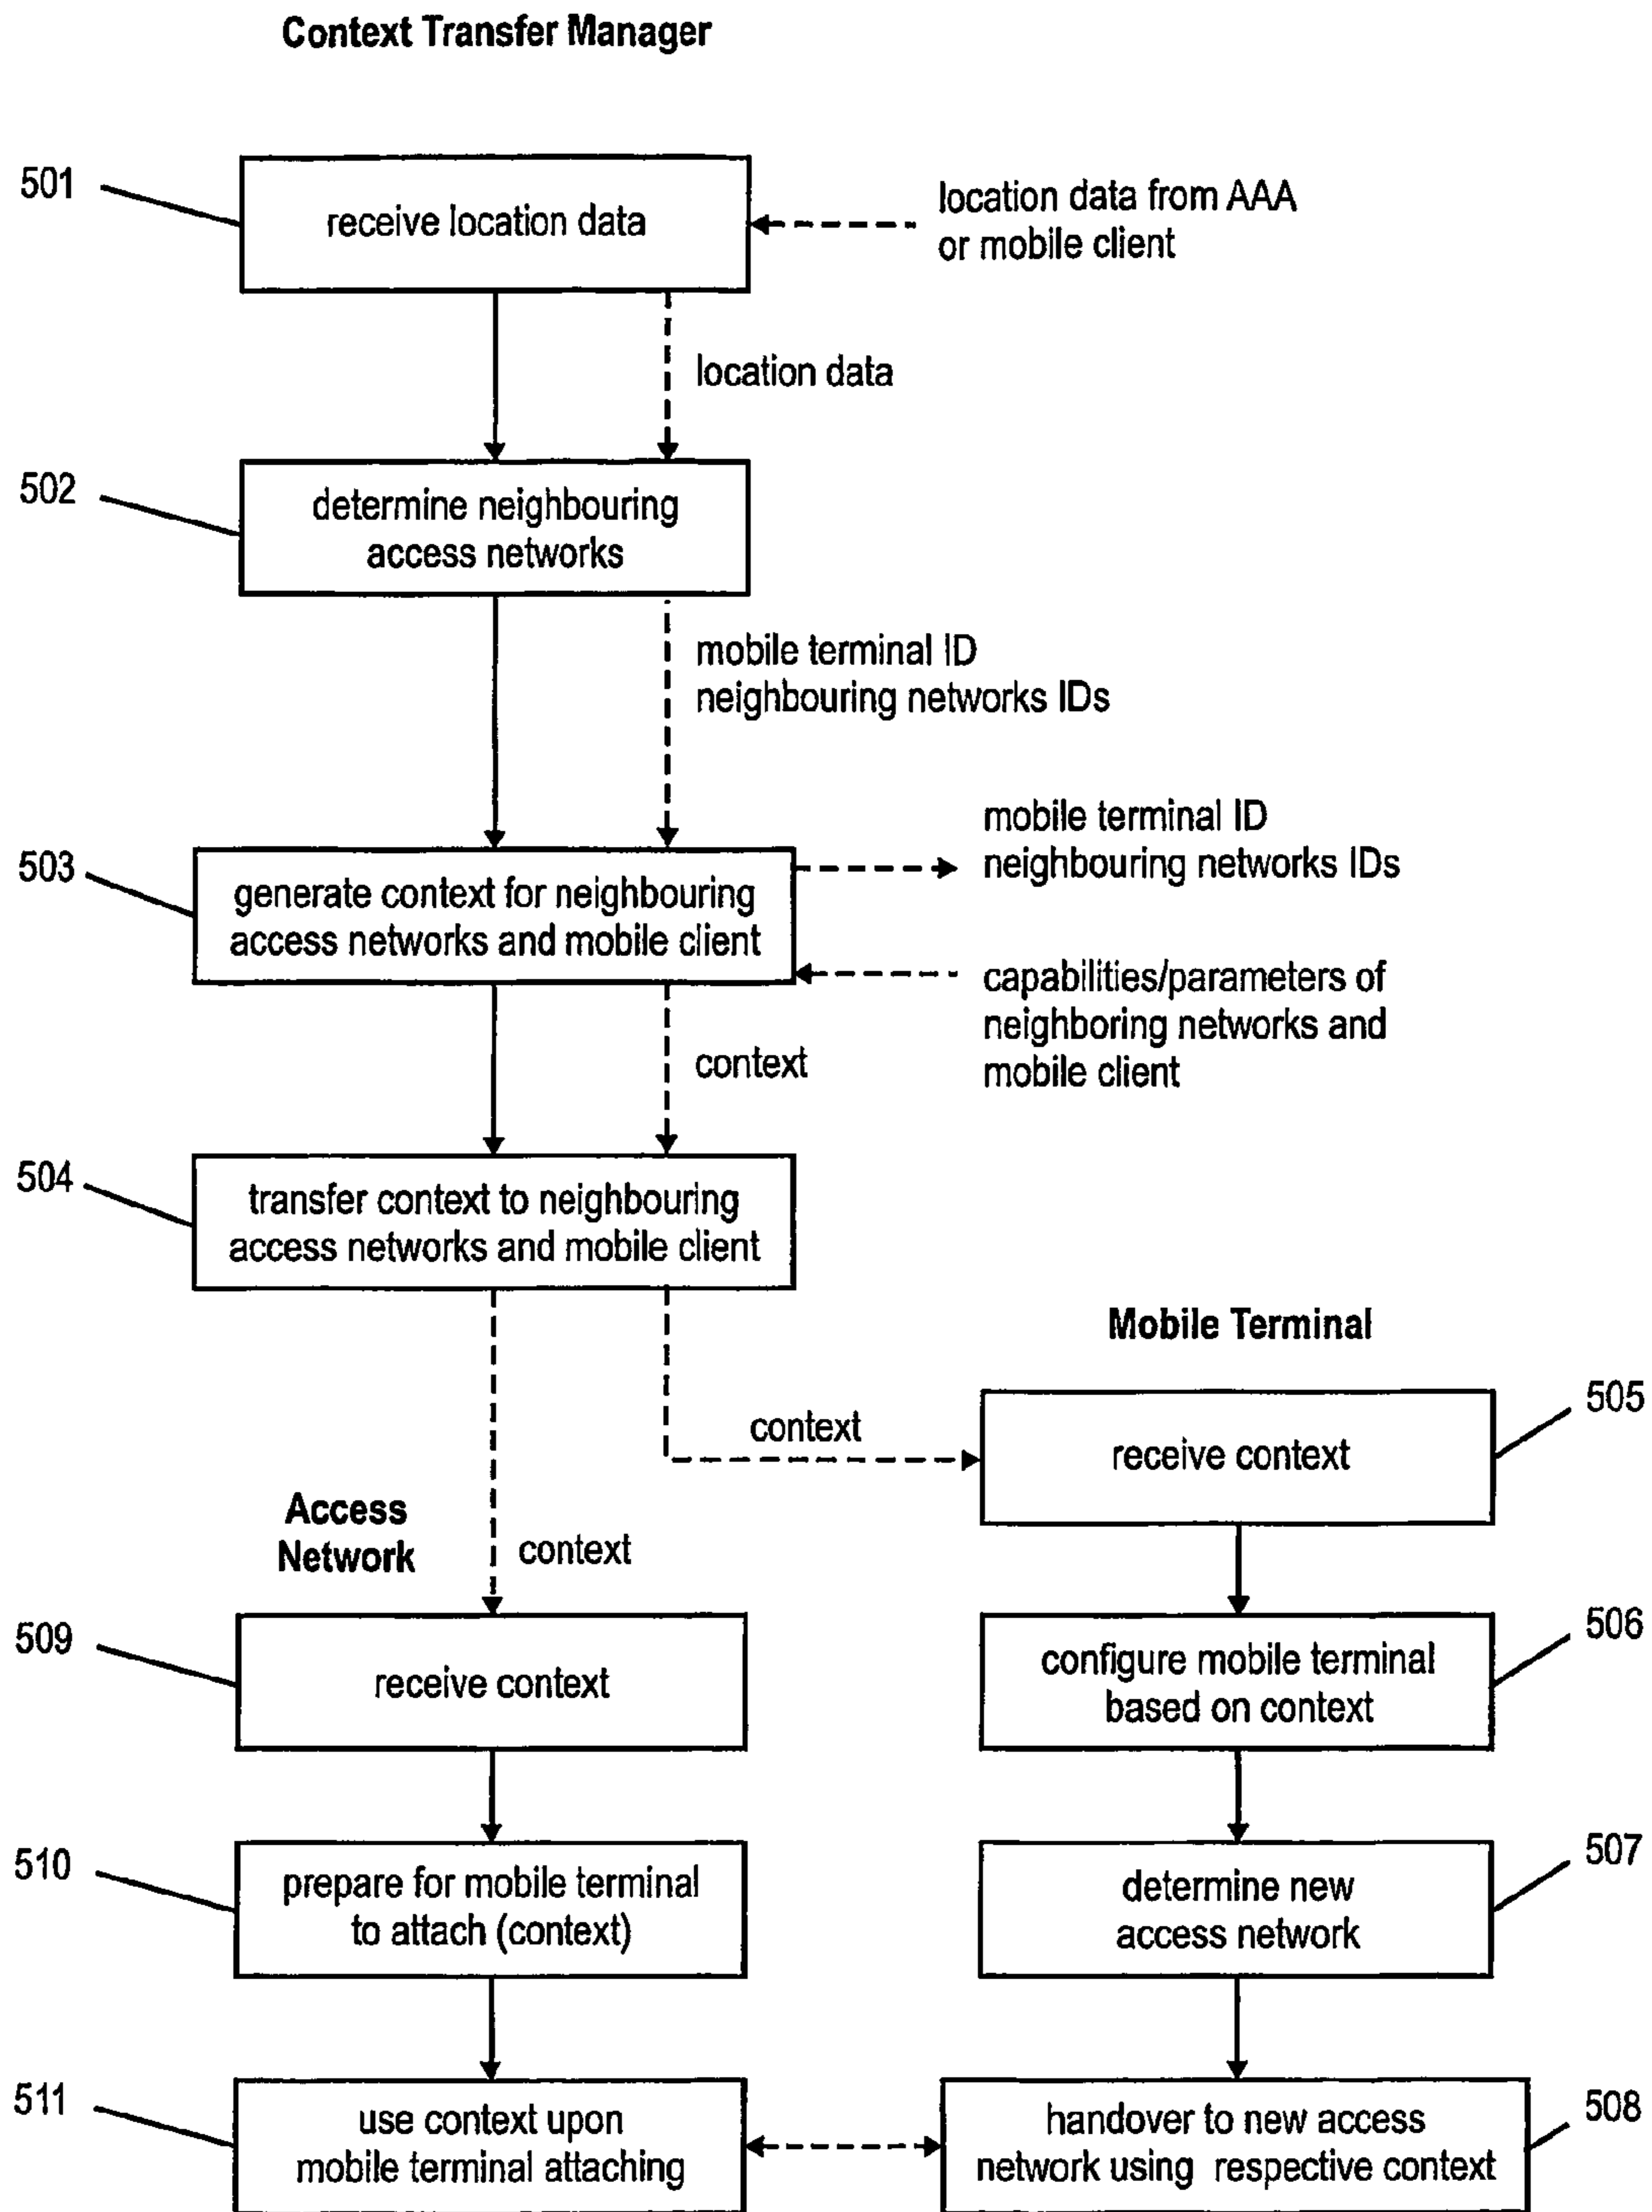 Context Transfer Manager
501
receive location data
location data from AAA
or mobile client
location data
502
determine neighbouring
access networks
mobile terminal ID
neighbouring networks IDs
503
generate context for neighbouring
access networks and mobile client
mobile terminal ID
neighbouring networks IDs
capabilities/parameters of
neighboring networks and
mobile client
context
504
transfer context to neighbouring
access networks and mobile client
Mobile Terminal
505
receive context
context
Access
Network
context
509
receive context
506
configure mobile terminal
based on context
510
prepare for mobile terminal
to attach (context)
507
determine new
access network
511
use context upon
mobile terminal attaching
508
handover to new access
network using respective context